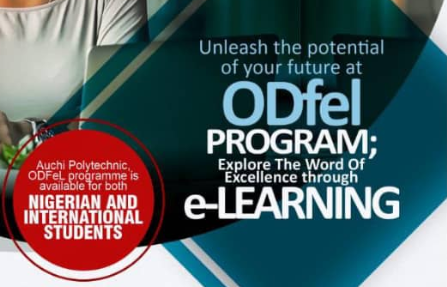 Unleash the potential
of your future at
ODfel
PROGRAM;
Explore The Word Of
Excellence through
e-LEARNING
Auchi Polytechnic,
ODFeL programme is
available for both
NIGERIAN AND
INTERNATIONAL
STUDENTS